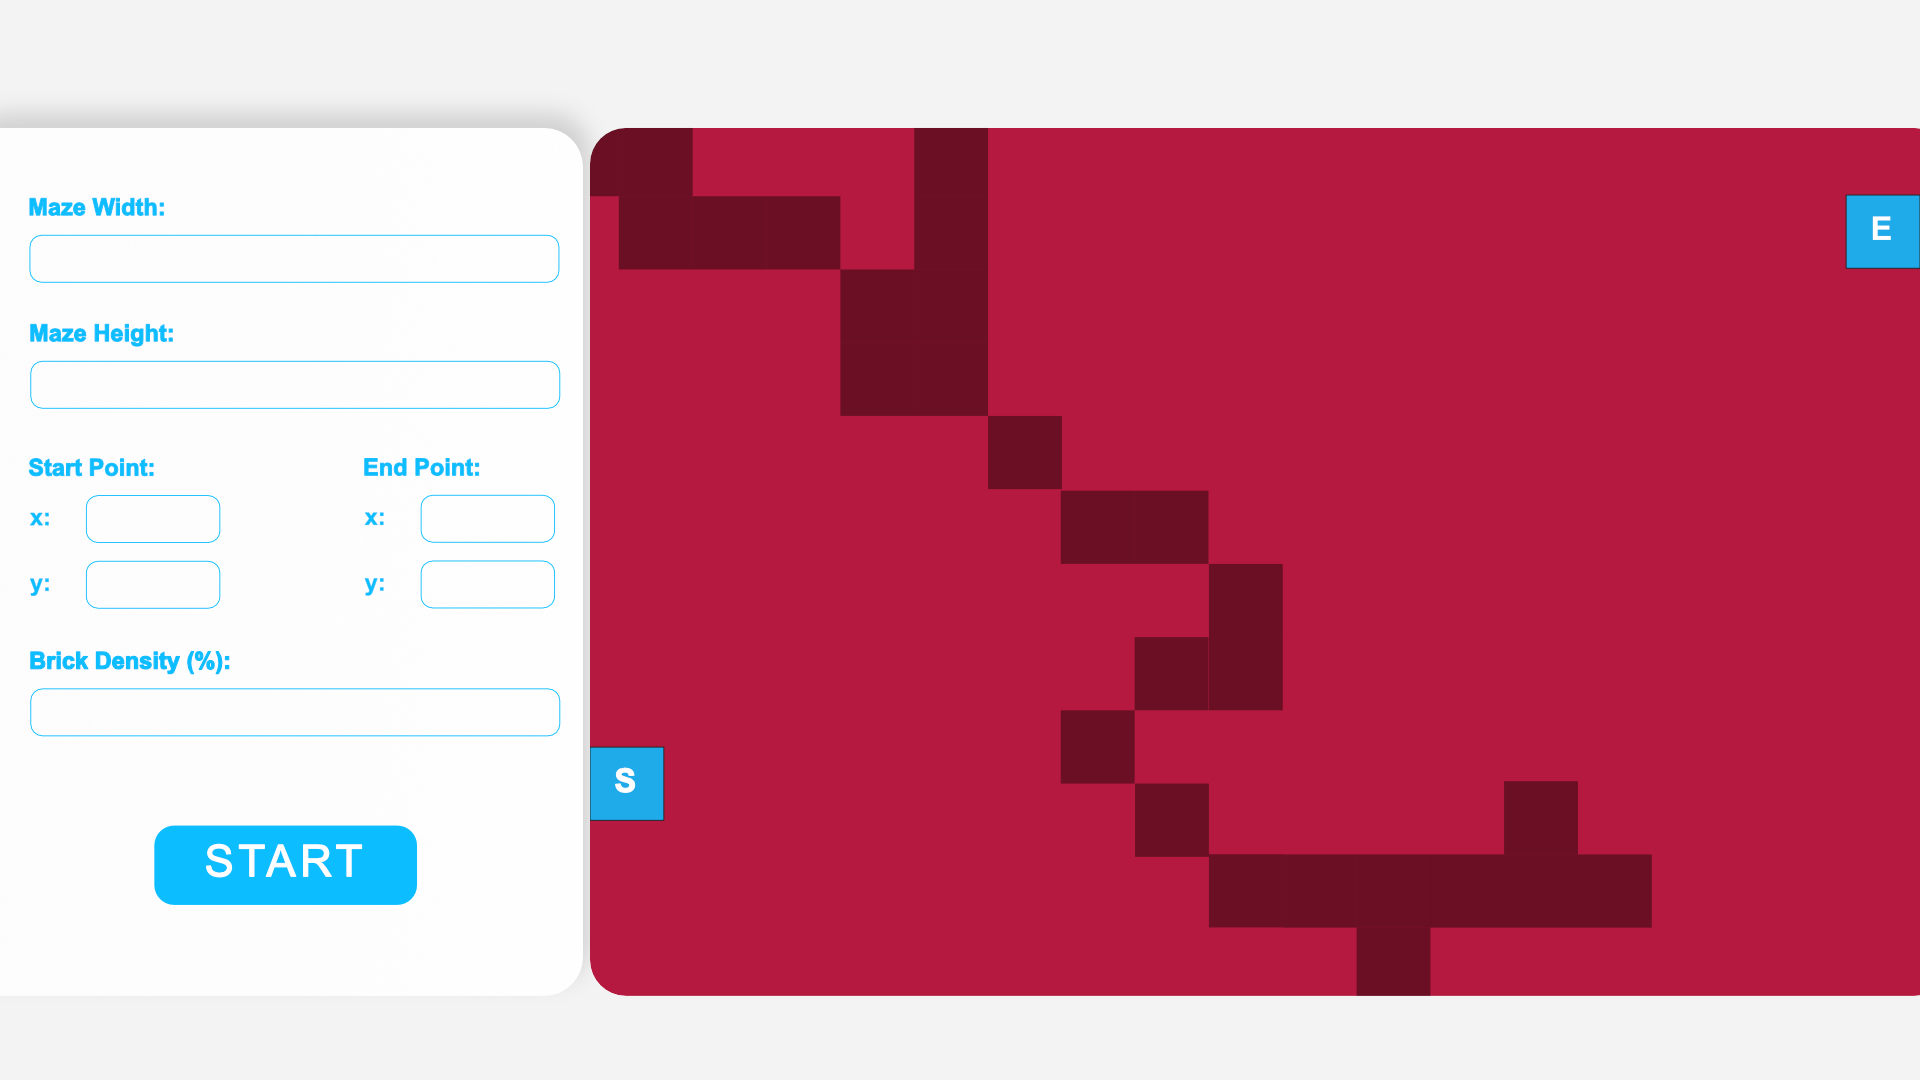 Maze Width:
Maze Height:
Start Point:
x:
y:
End Point:
x:
y:
Brick Density (%):
START
S
E